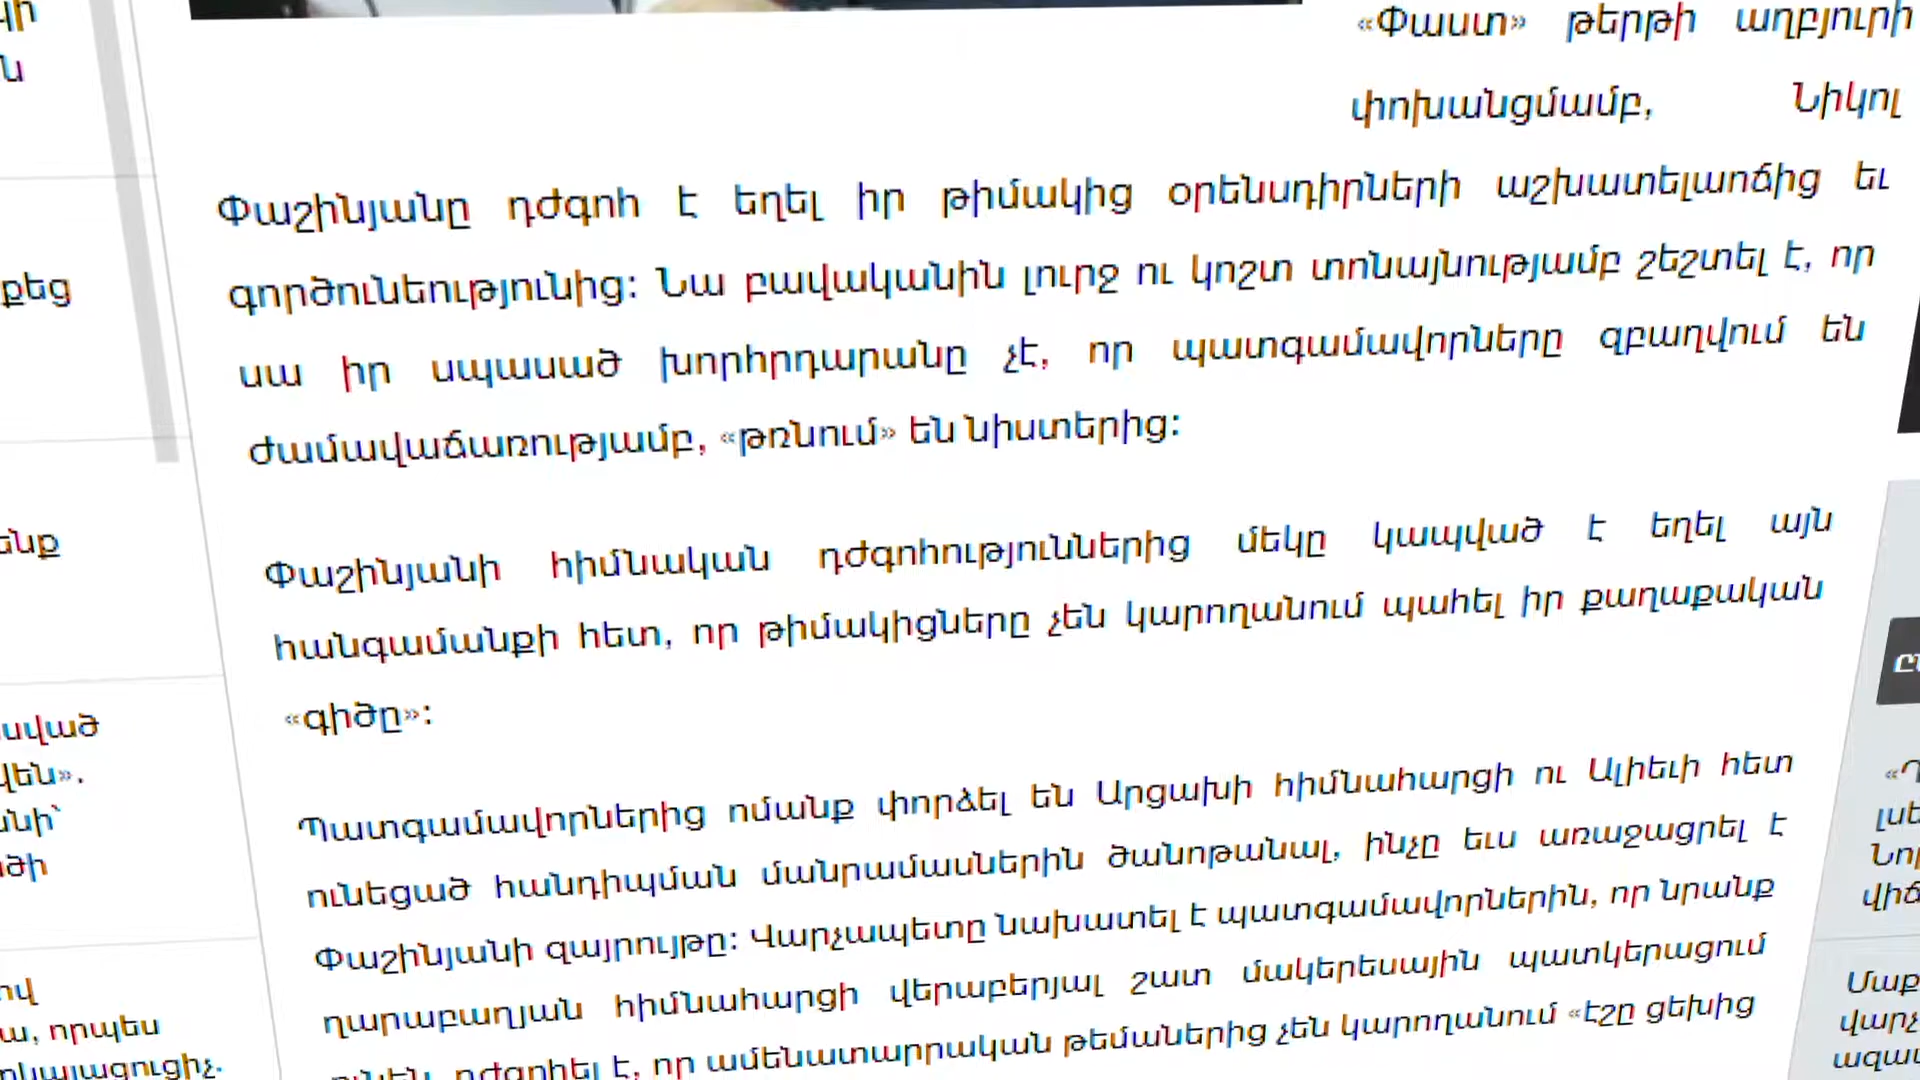 «Փաստ» թերթի աղբյուրի
փոխանցմամբ, Նիկոլ
Փաշինյանը դժգոհ է եղել իր թիմակից օրենսդիրների աշխատելաոճից եւ
գործունեությունից: Նա բավականին լուրջ ու կոշտ տոնայնությամբ շեշտել է, որ
սա իր սպասած խորհրդարանը չէ, որ պատգամավորները զբաղվում են
ժամավաճառությամբ, «թռնում» են նիստերից:
Փաշինյանի հիմնական դժգոհություններից մեկը կապված է եղել այն
հանգամանքի հետ, որ թիմակիցները չեն կարողանում պահել իր քաղաքական
«գիծը»:
Պատգամավորներից ոմանք փորձել են Արցախի հիմնահարցի ու Ալիեւի հետ
ունեցած հանդիպման մանրամասներին ծանոթանալ, ինչը եւս առաջացրել է
Փաշինյանի զայրույթը: Վարչապետը նախատել է պատգամավորներին, որ նրանք
ղարաբաղյան հիմնահարցի վերաբերյալ շատ մակերեսային պատկերացում
ունեն, դժգոհել է, որ ամենատարրական թեմաներից չեն կարողանում «էշը ցեխից
որպես